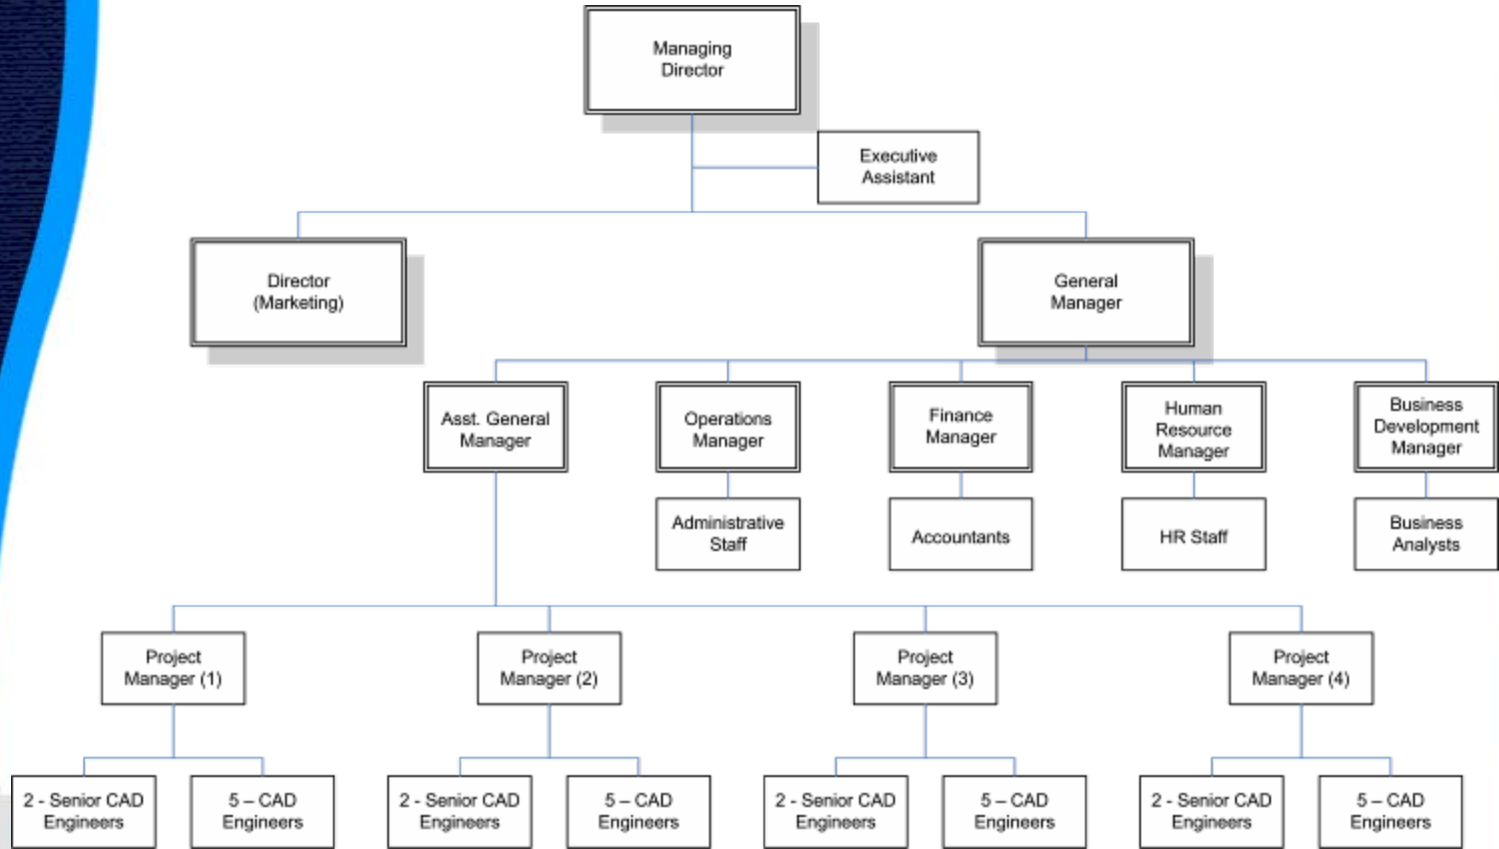 Managing
Director
Executive
Assistant
Director
(Marketing)
General
Manager
Asst. General
Manager
Operations
Manager
Finance
Manager
Human
Resource
Manager
Business
Development
Manager
Administrative
Staff
Accountants
HR Staff
Business
Analysts
Project
Manager (1)
Project
Manager (2)
Project
Manager (3)
Project
Manager (4)
2 - Senior CAD
Engineers
5 – CAD
Engineers
2 - Senior CAD
Engineers
5 – CAD
Engineers
2 - Senior CAD
Engineers
5 – CAD
Engineers
2 - Senior CAD
Engineers
5 – CAD
Engineers